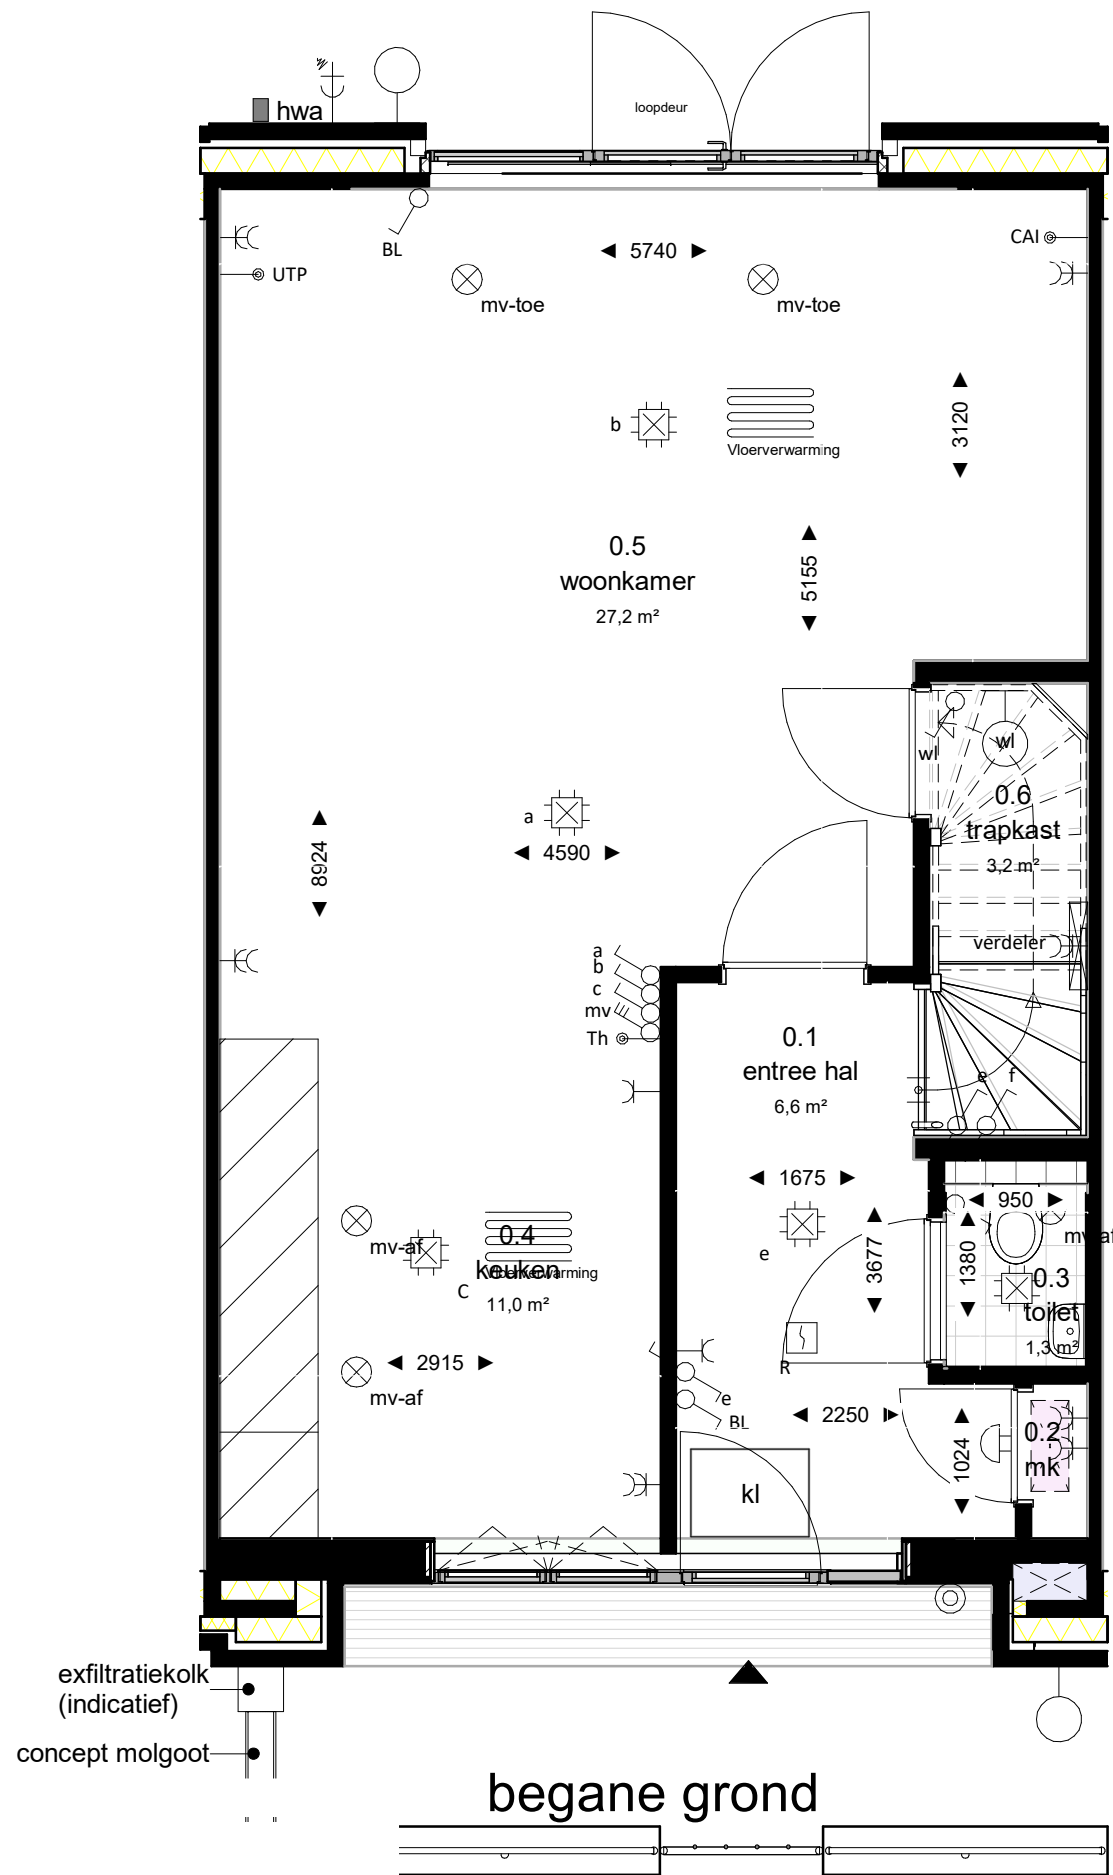 loopdeur
hwa
BL
5740
CAI
UTP
mv-toe
mv-toe
3120
b
Vloerverwarming
0.5
woonkamer
27,2 m²
5155
wl
wl
0.6
trapkast
3,2 m²
a
4590
8924
verdeler
a
b
c
mv
Th
0.1
entree hal
6,6 m²
e
f
1675
950
mv-af
e
3677
1380
mv-af
0.4
keuken
Vloerverwarming
C
11,0 m²
0.3
toilet
1,3 m²
R
2915
mv-af
e
BL
2250
1024
0.2
mk
kl
exfiltratiekolk
(indicatief)
concept molgoot
begane grond